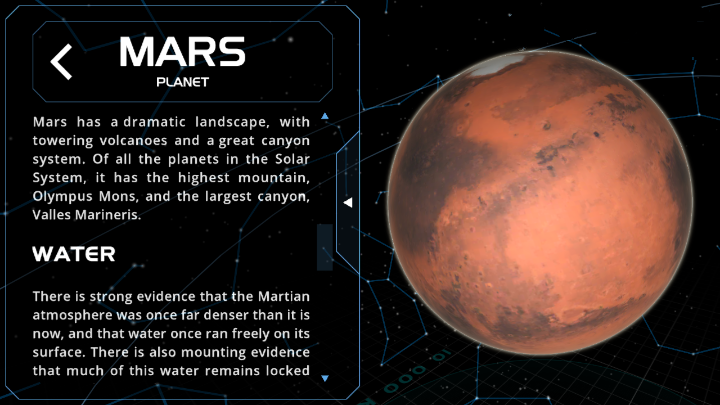 MARS
PLANET
Mars has a dramatic landscape, with
towering volcanoes and a great canyon
system. Of all the planets in the Solar
System, it has the highest mountain,
Olympus Mons, and the largest canyon,
Valles Marineris.
WATER
There is strong evidence that the Martian
atmosphere was once far denser than it is
now, and that water once ran freely on its
surface. There is also mounting evidence
that much of this water remains locked